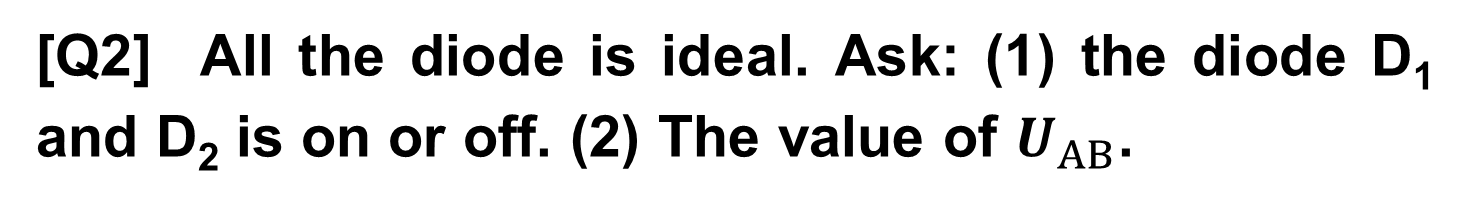 [Q2] All the diode is ideal. Ask: (1) the diode D₁
and D₂ is on or off. (2) The value of 𝑼_AB.